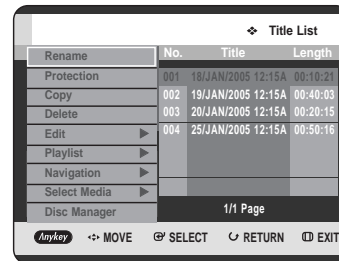 ❖ Title List
No. Title Length
Rename
Protection
Copy
Delete
Edit ▶
Playlist ▶
Navigation ▶
Select Media ▶
Disc Manager
001 18/JAN/2005 12:15A 00:10:21
002 19/JAN/2005 12:15A 00:40:03
003 20/JAN/2005 12:15A 00:20:15
004 25/JAN/2005 12:15A 00:50:16
1/1 Page
Anykey MOVE SELECT RETURN EXIT